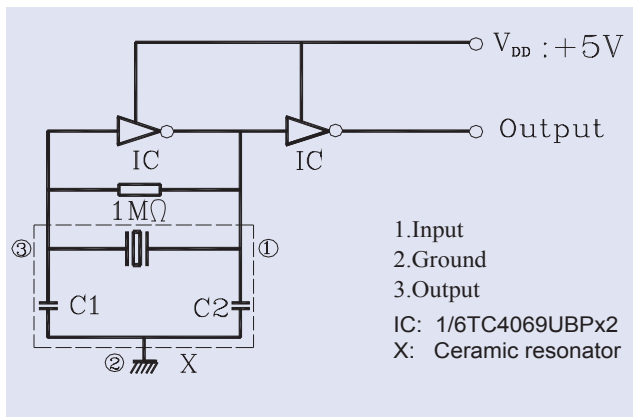 V_DD : +5V
Output
IC
IC
1MΩ
③
①
1.Input
2.Ground
3.Output
C1
C2
IC: 1/6TC4069UBPx2
X: Ceramic resonator
②
X